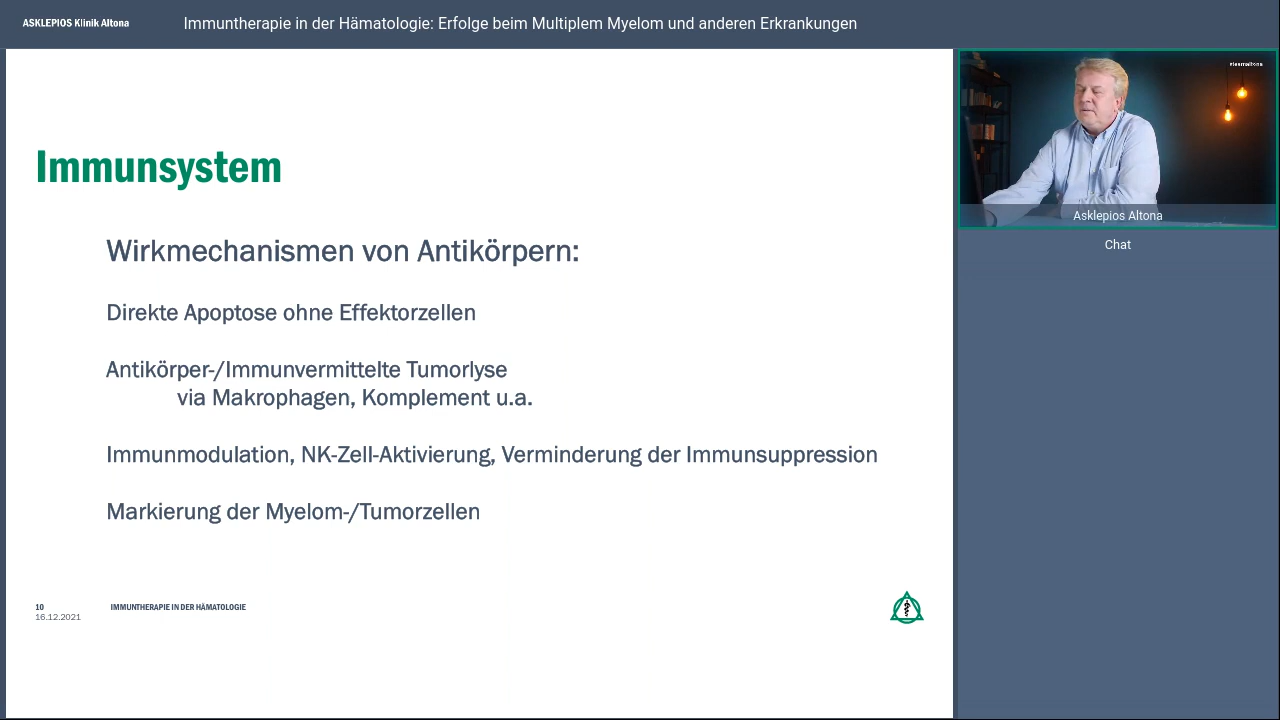 ASKLEPIOS Klinik Altona
Immuntherapie in der Hämatologie: Erfolge beim Multiplem Myelom und anderen Erkrankungen
#teamaltona
Asklepios Altona
Chat
Immunsystem
Wirkmechanismen von Antikörpern:
Direkte Apoptose ohne Effektorzellen
Antikörper-/Immunvermittelte Tumorlyse
via Makrophagen, Komplement u.a.
Immunmodulation, NK-Zell-Aktivierung, Verminderung der Immunsuppression
Markierung der Myelom-/Tumorzellen
10 IMMUNTHERAPIE IN DER HÄMATOLOGIE
16.12.2021